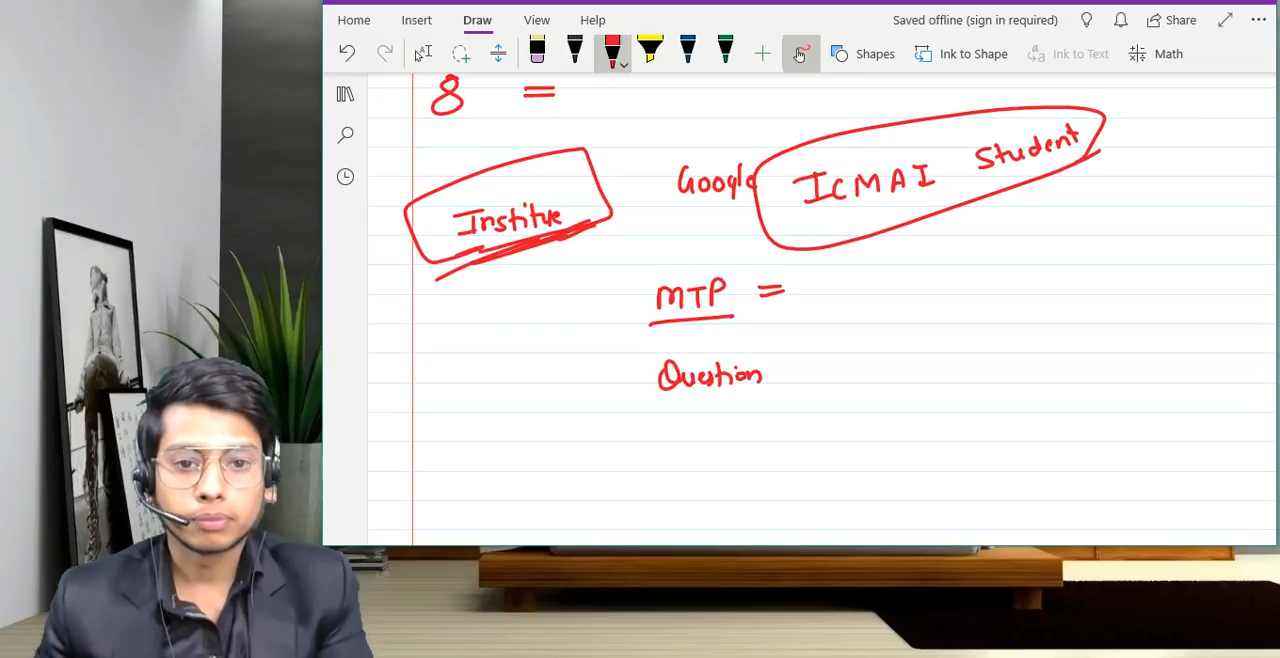 Home Insert Draw View Help Saved offline (sign in required) Share
Shapes Ink to Shape Ink to Text Math
8 =
Google ICMAI Student
Institue
MTP =
Question